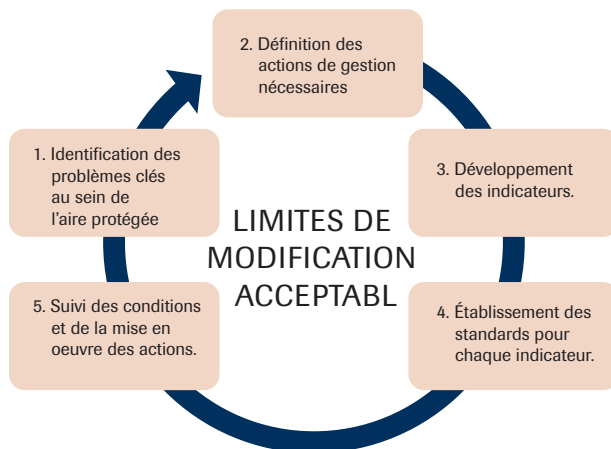 2. Définition des
actions de gestion
nécessaires
1. Identification des
problèmes clés
au sein de
l'aire protégée
3. Développement
des indicateurs.
LIMITES DE
MODIFICATION
ACCEPTABL
5. Suivi des conditions
et de la mise en
oeuvre des actions.
4. Établissement des
standards pour
chaque indicateur.